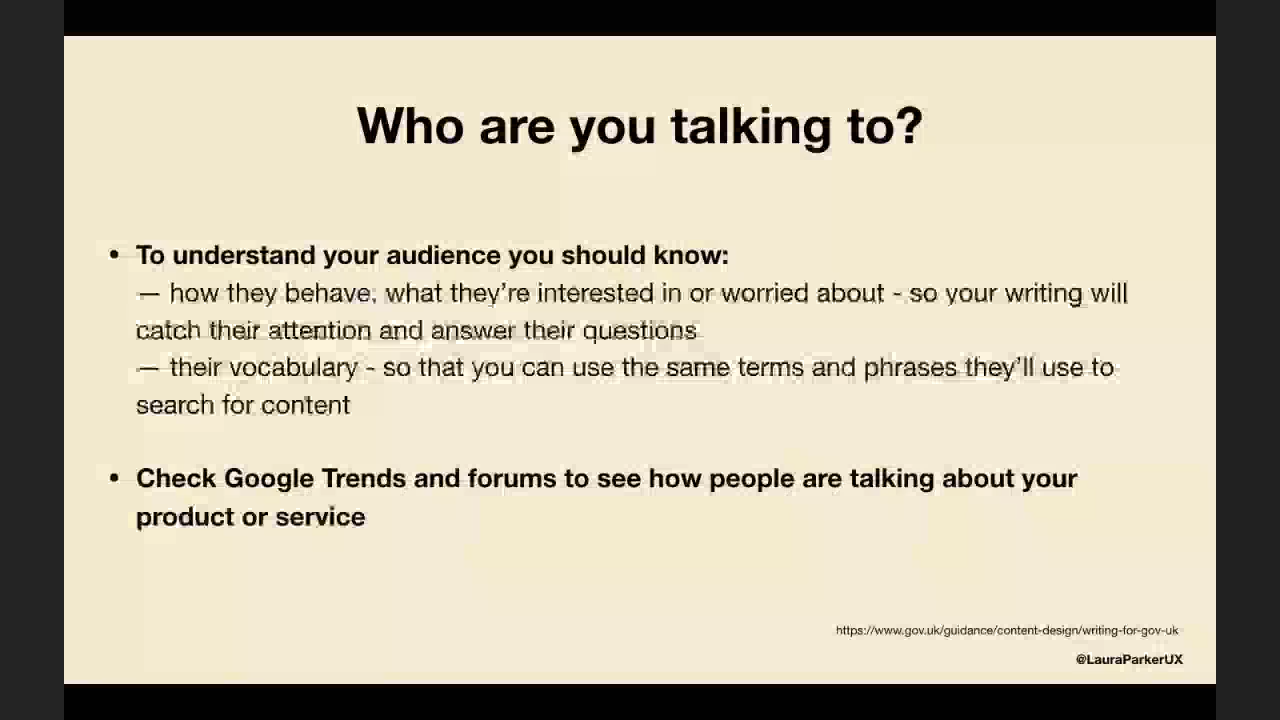 Who are you talking to?
• To understand your audience you should know:
— how they behave, what they're interested in or worried about - so your writing will
catch their attention and answer their questions
— their vocabulary - so that you can use the same terms and phrases they'll use to
search for content
• Check Google Trends and forums to see how people are talking about your
product or service
https://www.gov.uk/guidance/content-design/writing-for-gov-uk
@LauraParkerUX